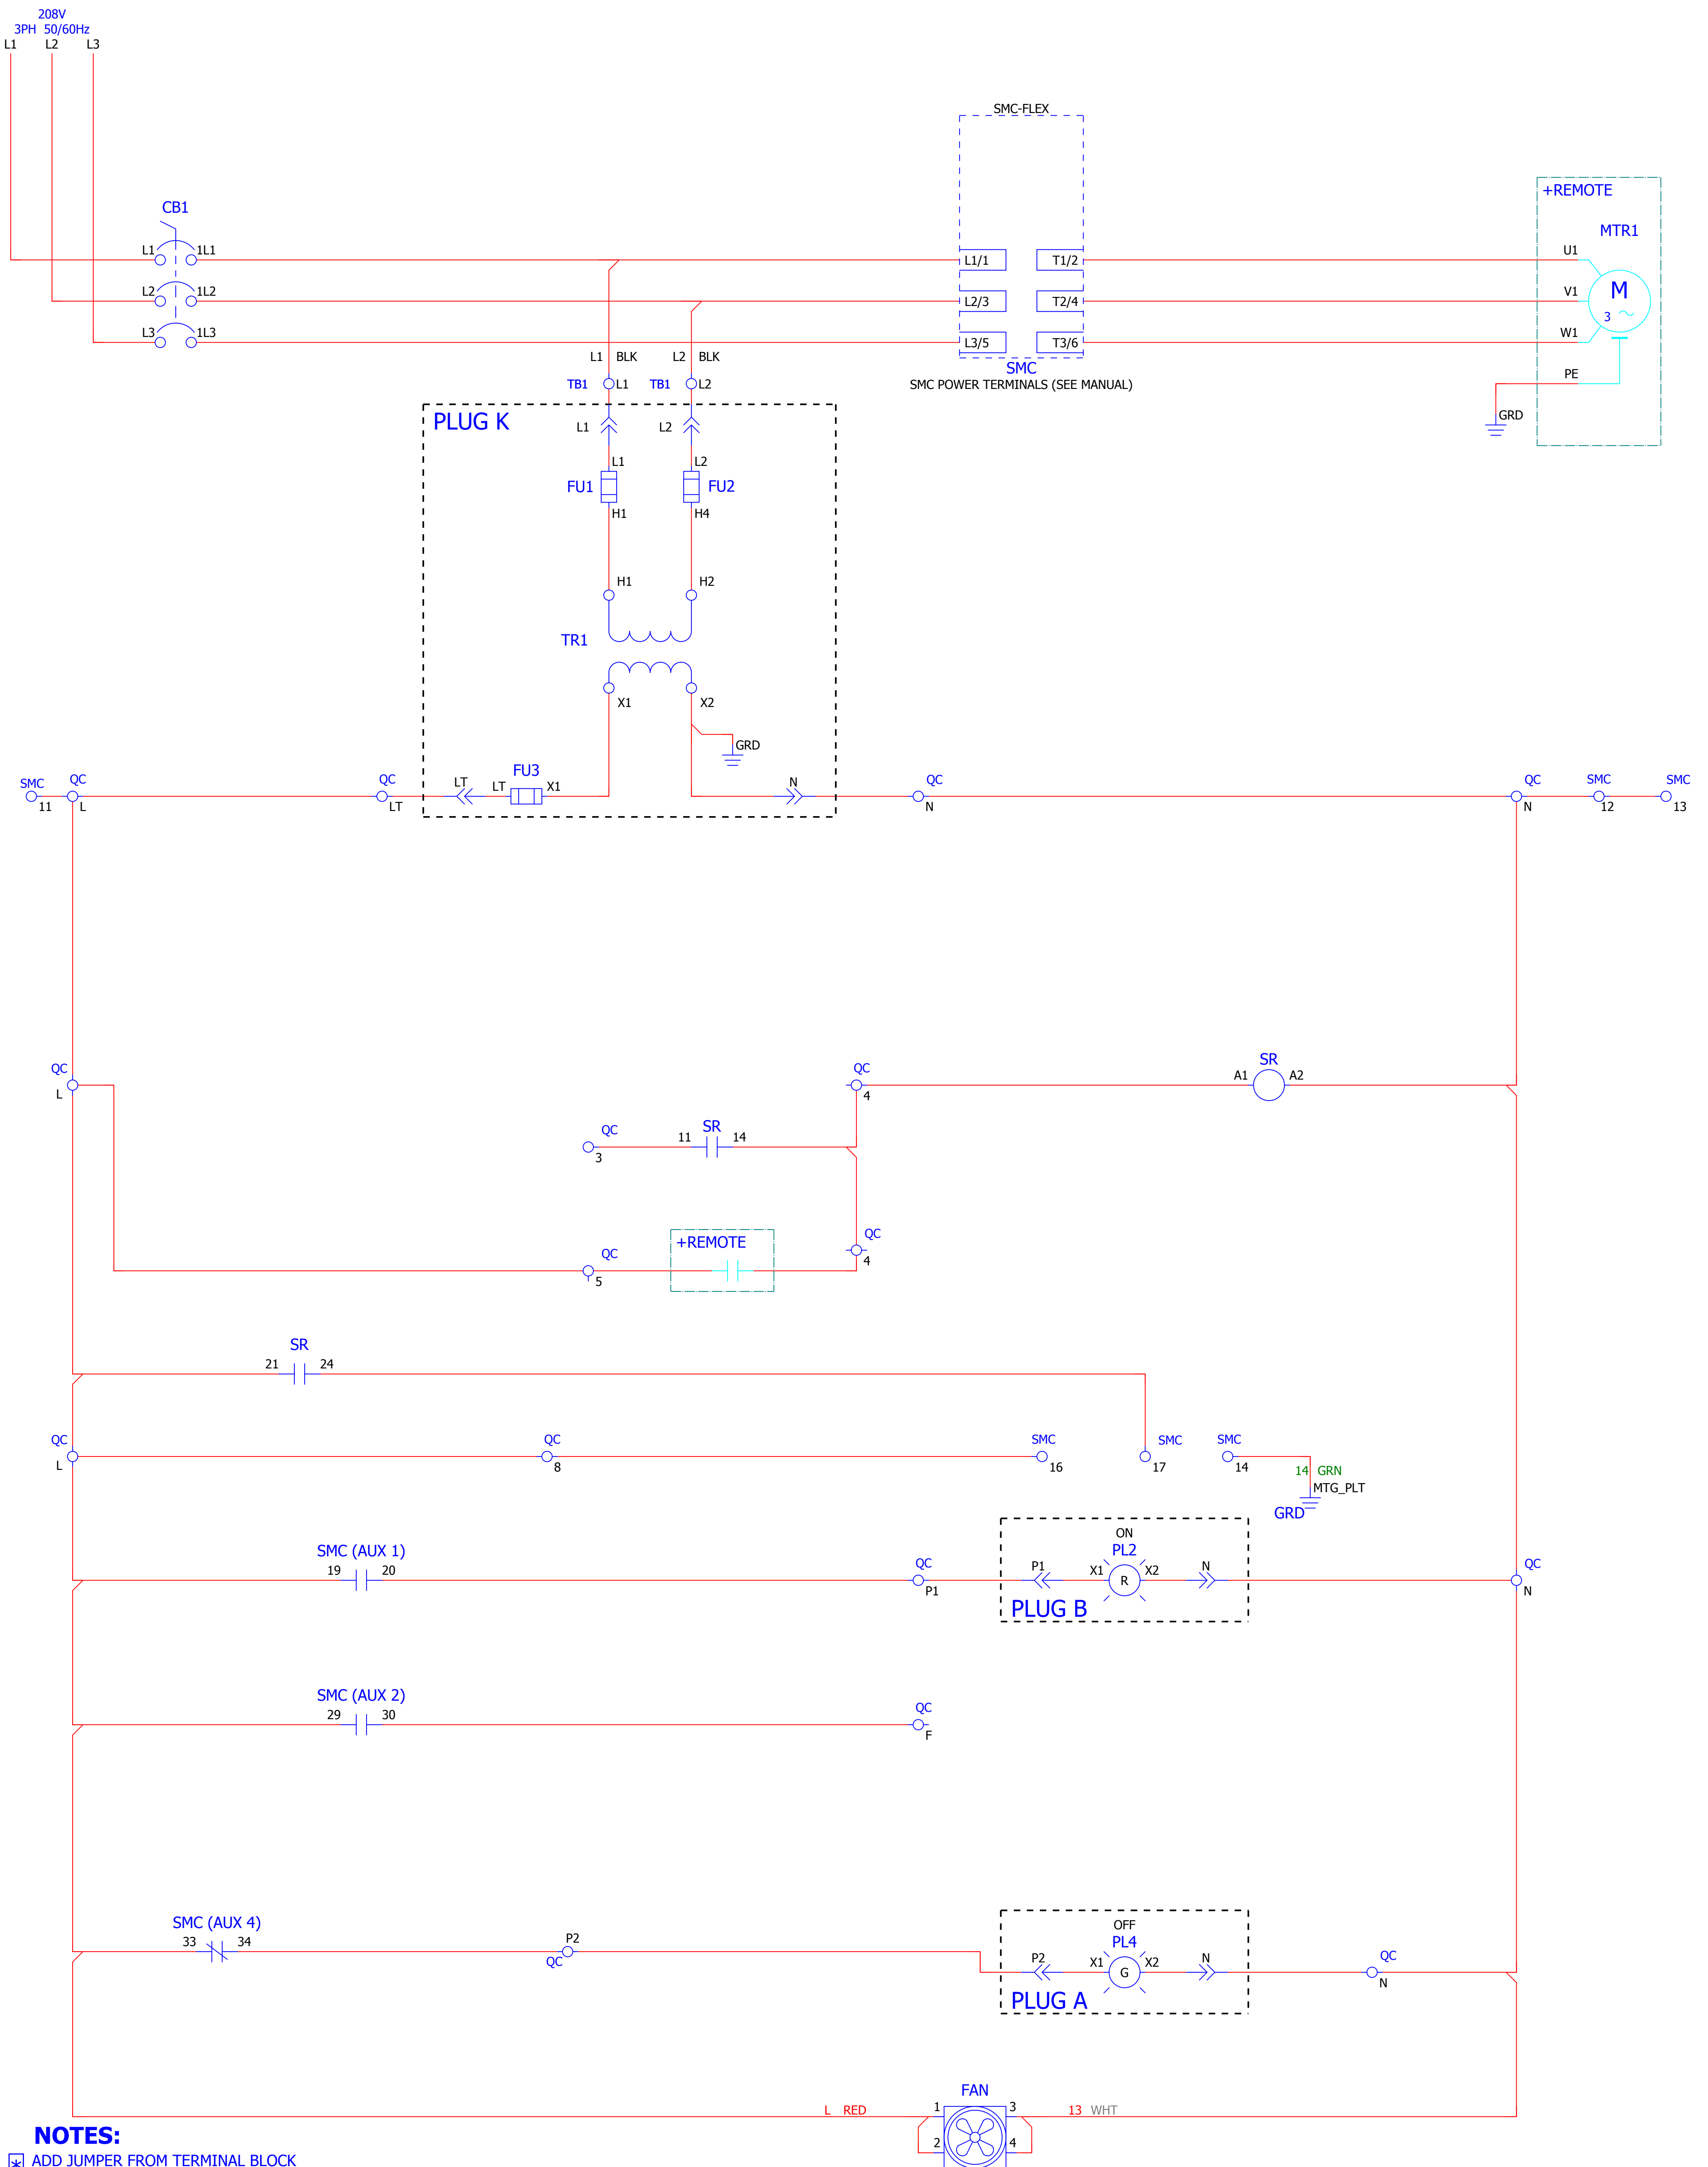 208V
3PH 50/60Hz
L1 L2 L3
SMC-FLEX
+REMOTE
CB1
MTR1
L1 1L1 L1/1 T1/2 U1
L2 1L2 L2/3 T2/4 V1 M
3
L3 1L3 L3/5 T3/6 W1
L1 BLK L2 BLK
SMC
SMC POWER TERMINALS (SEE MANUAL)
TB1 L1 TB1 L2
PE
GRD
PLUG K
L1 L2
L1 L2
FU1 FU2
H1 H4
H1 H2
TR1
X1 X2
GRD
FU3
SMC QC QC LT LT X1 N QC QC SMC SMC
11 L LT N N 12 13
QC QC SR
L 4 A1 A2
QC SR
3 11 14
+REMOTE
QC QC
5 4
SR
21 24
QC QC SMC SMC SMC
L 8 16 17 14
14 GRN
MTG_PLT
GRD
ON
SMC (AUX 1) PL2
19 20 QC P1 X1 R X2 N QC
P1 N
PLUG B
SMC (AUX 2)
29 30 QC
F
SMC (AUX 4)
33 34 P2
QC
OFF
PL4
P2 X1 G X2 N QC
N
PLUG A
FAN
L RED 1 3 13 WHT
2 4
NOTES:
* ADD JUMPER FROM TERMINAL BLOCK